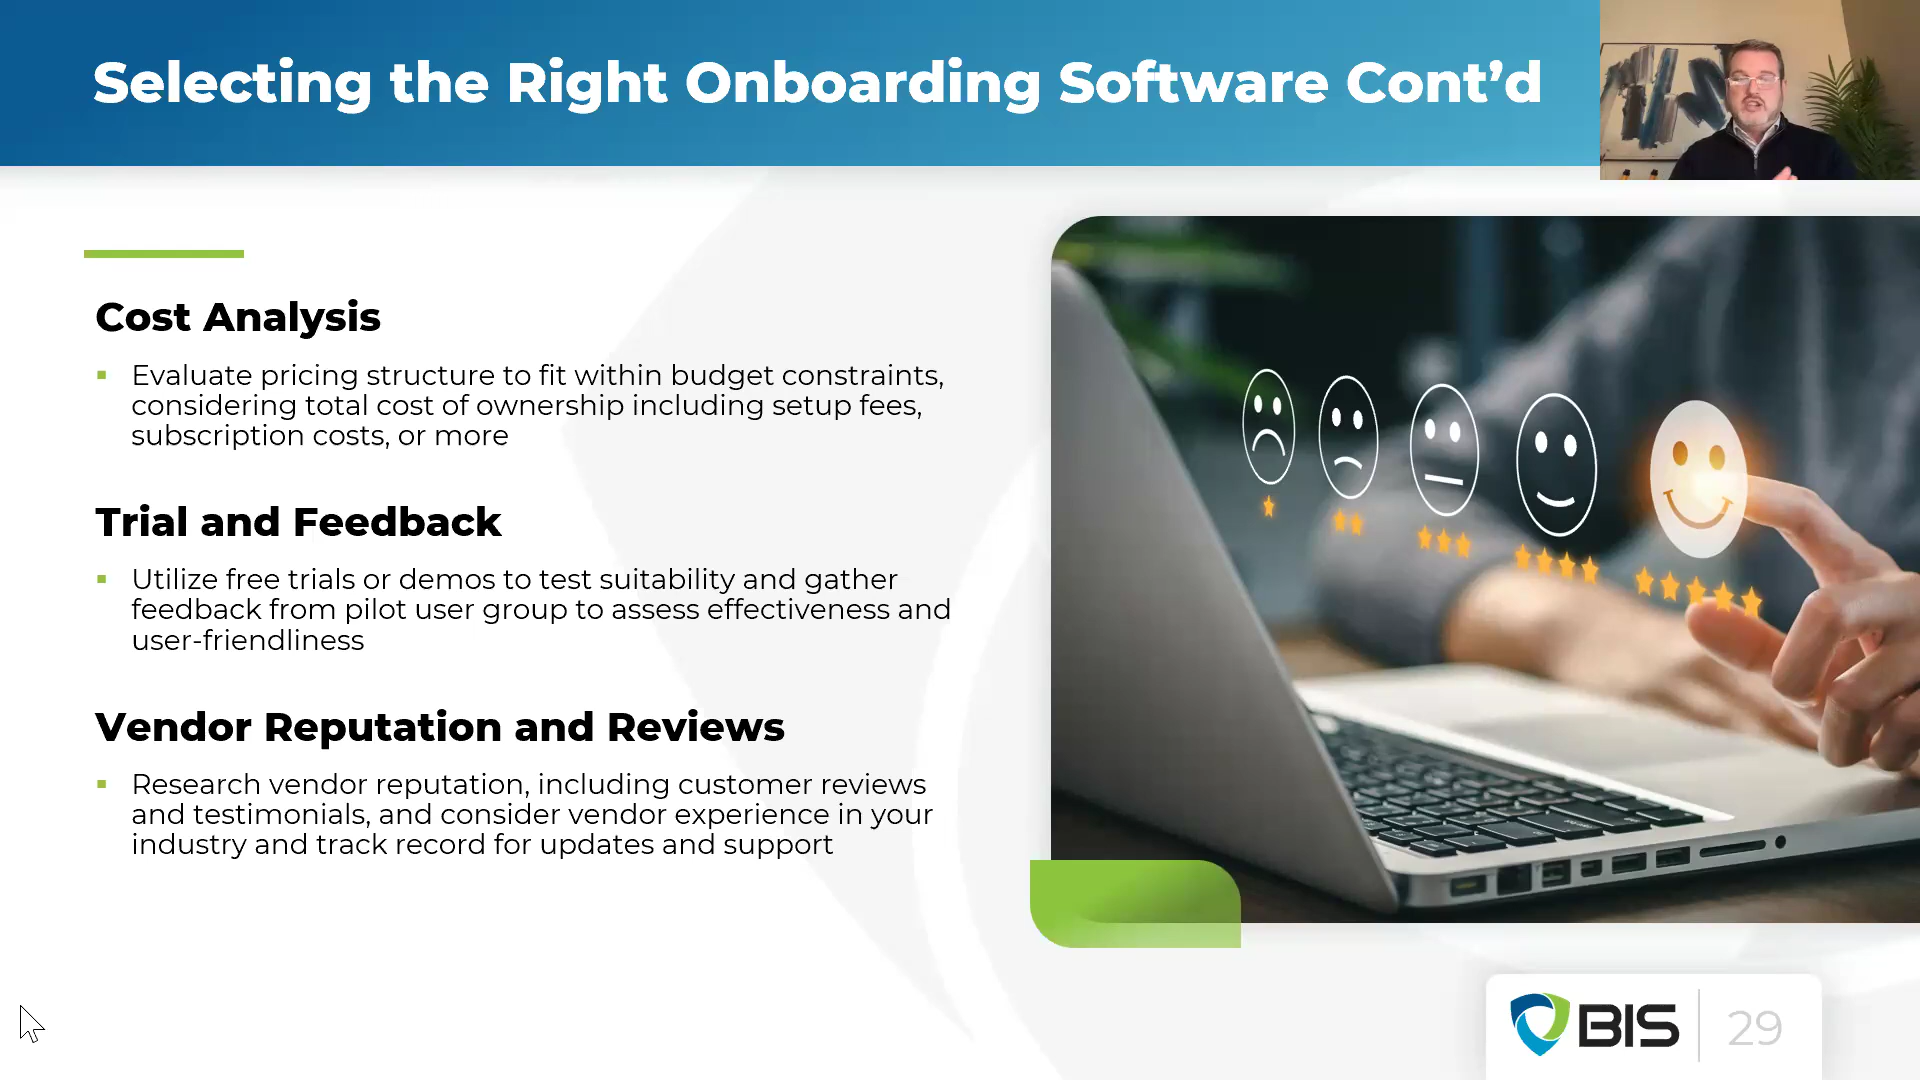 Selecting the Right Onboarding Software Cont’d
Cost Analysis
▪ Evaluate pricing structure to fit within budget constraints,
considering total cost of ownership including setup fees,
subscription costs, or more
Trial and Feedback
▪ Utilize free trials or demos to test suitability and gather
feedback from pilot user group to assess effectiveness and
user-friendliness
Vendor Reputation and Reviews
▪ Research vendor reputation, including customer reviews
and testimonials, and consider vendor experience in your
industry and track record for updates and support
BIS
29